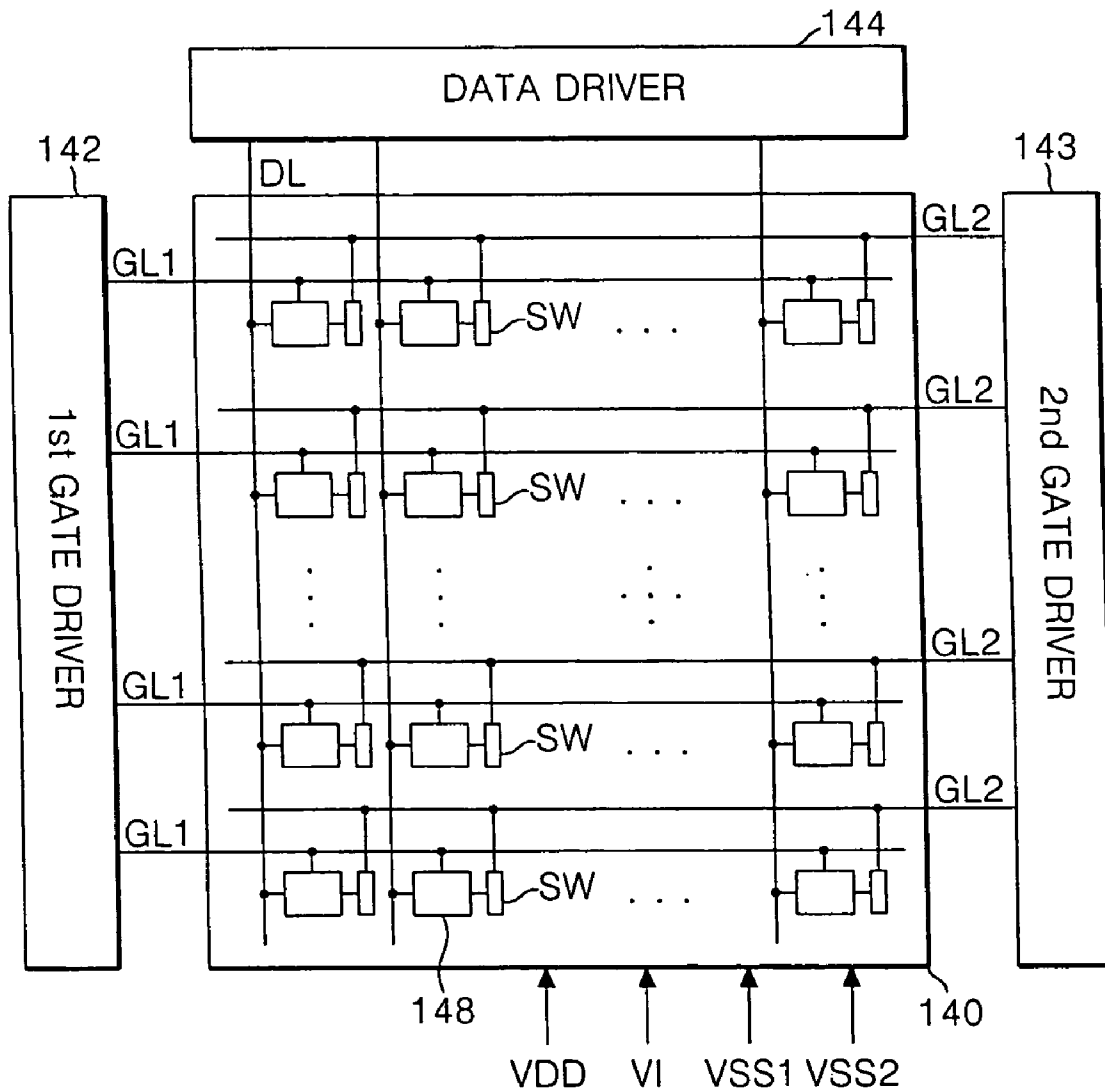 144
DATA DRIVER
142
143
DL
GL2
GL1
SW
GL2
GL1
SW
1st GATE DRIVER
2nd GATE DRIVER
GL2
GL1
SW
GL2
GL1
SW
148
140
VDD VI VSS1 VSS2